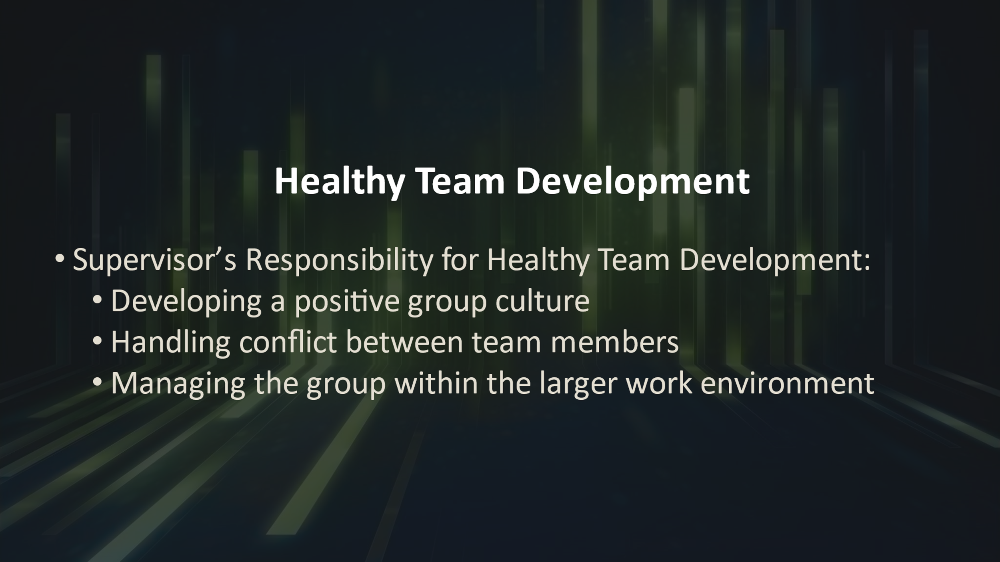 Healthy Team Development
• Supervisor’s Responsibility for Healthy Team Development:
• Developing a positive group culture
• Handling conflict between team members
• Managing the group within the larger work environment